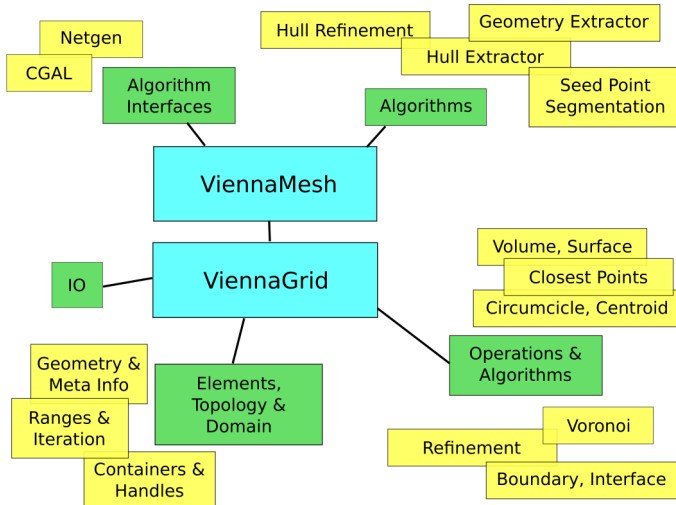 Netgen
CGAL
Algorithm
Interfaces
Hull Refinement
Geometry Extractor
Hull Extractor
Seed Point
Segmentation
Algorithms
ViennaMesh
ViennaGrid
IO
Volume, Surface
Closest Points
Circumcicle, Centroid
Operations &
Algorithms
Geometry &
Meta Info
Ranges &
Iteration
Containers &
Handles
Elements,
Topology &
Domain
Voronoi
Refinement
Boundary, Interface